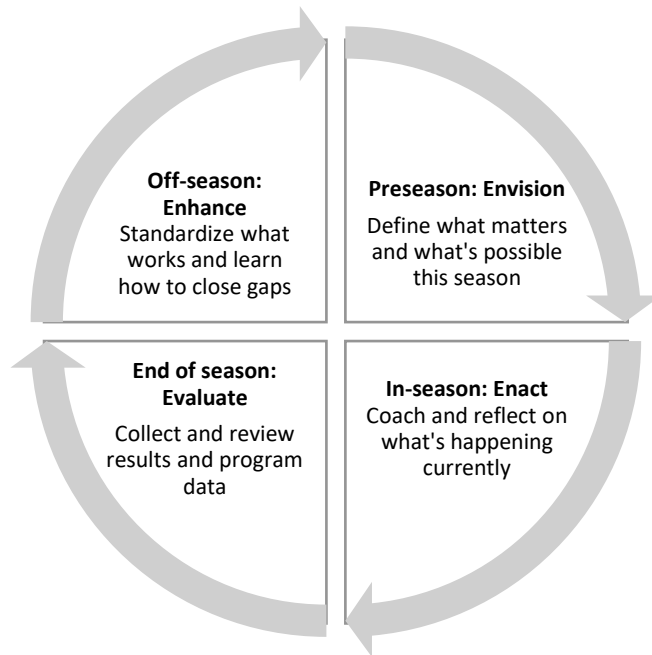 Off-season:
Enhance
Standardize what
works and learn
how to close gaps
Preseason: Envision
Define what matters
and what's possible
this season
End of season:
Evaluate
Collect and review
results and program
data
In-season: Enact
Coach and reflect on
what's happening
currently